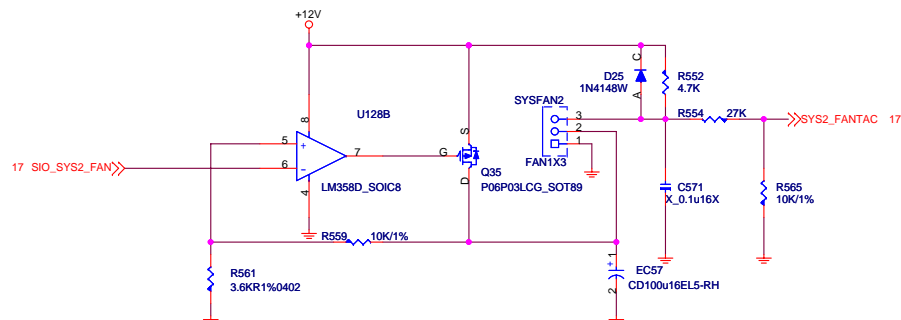 +12V
D25
1N4148W
C
A
R552
4.7K
U128B
SYSFAN2
8
S
3
2
1
R554
27K
SYS2_FANTAC 17
5
+
6
-
7
G
17 SIO_SYS2_FAN
FAN1X3
Q35
P06P03LCG_SOT89
4
LM358D_SOIC8
D
C571
X_0.1u16X
R565
10K/1%
R559
10K/1%
R561
3.6KR1%0402
+
1
2
EC57
CD100u16EL5-RH